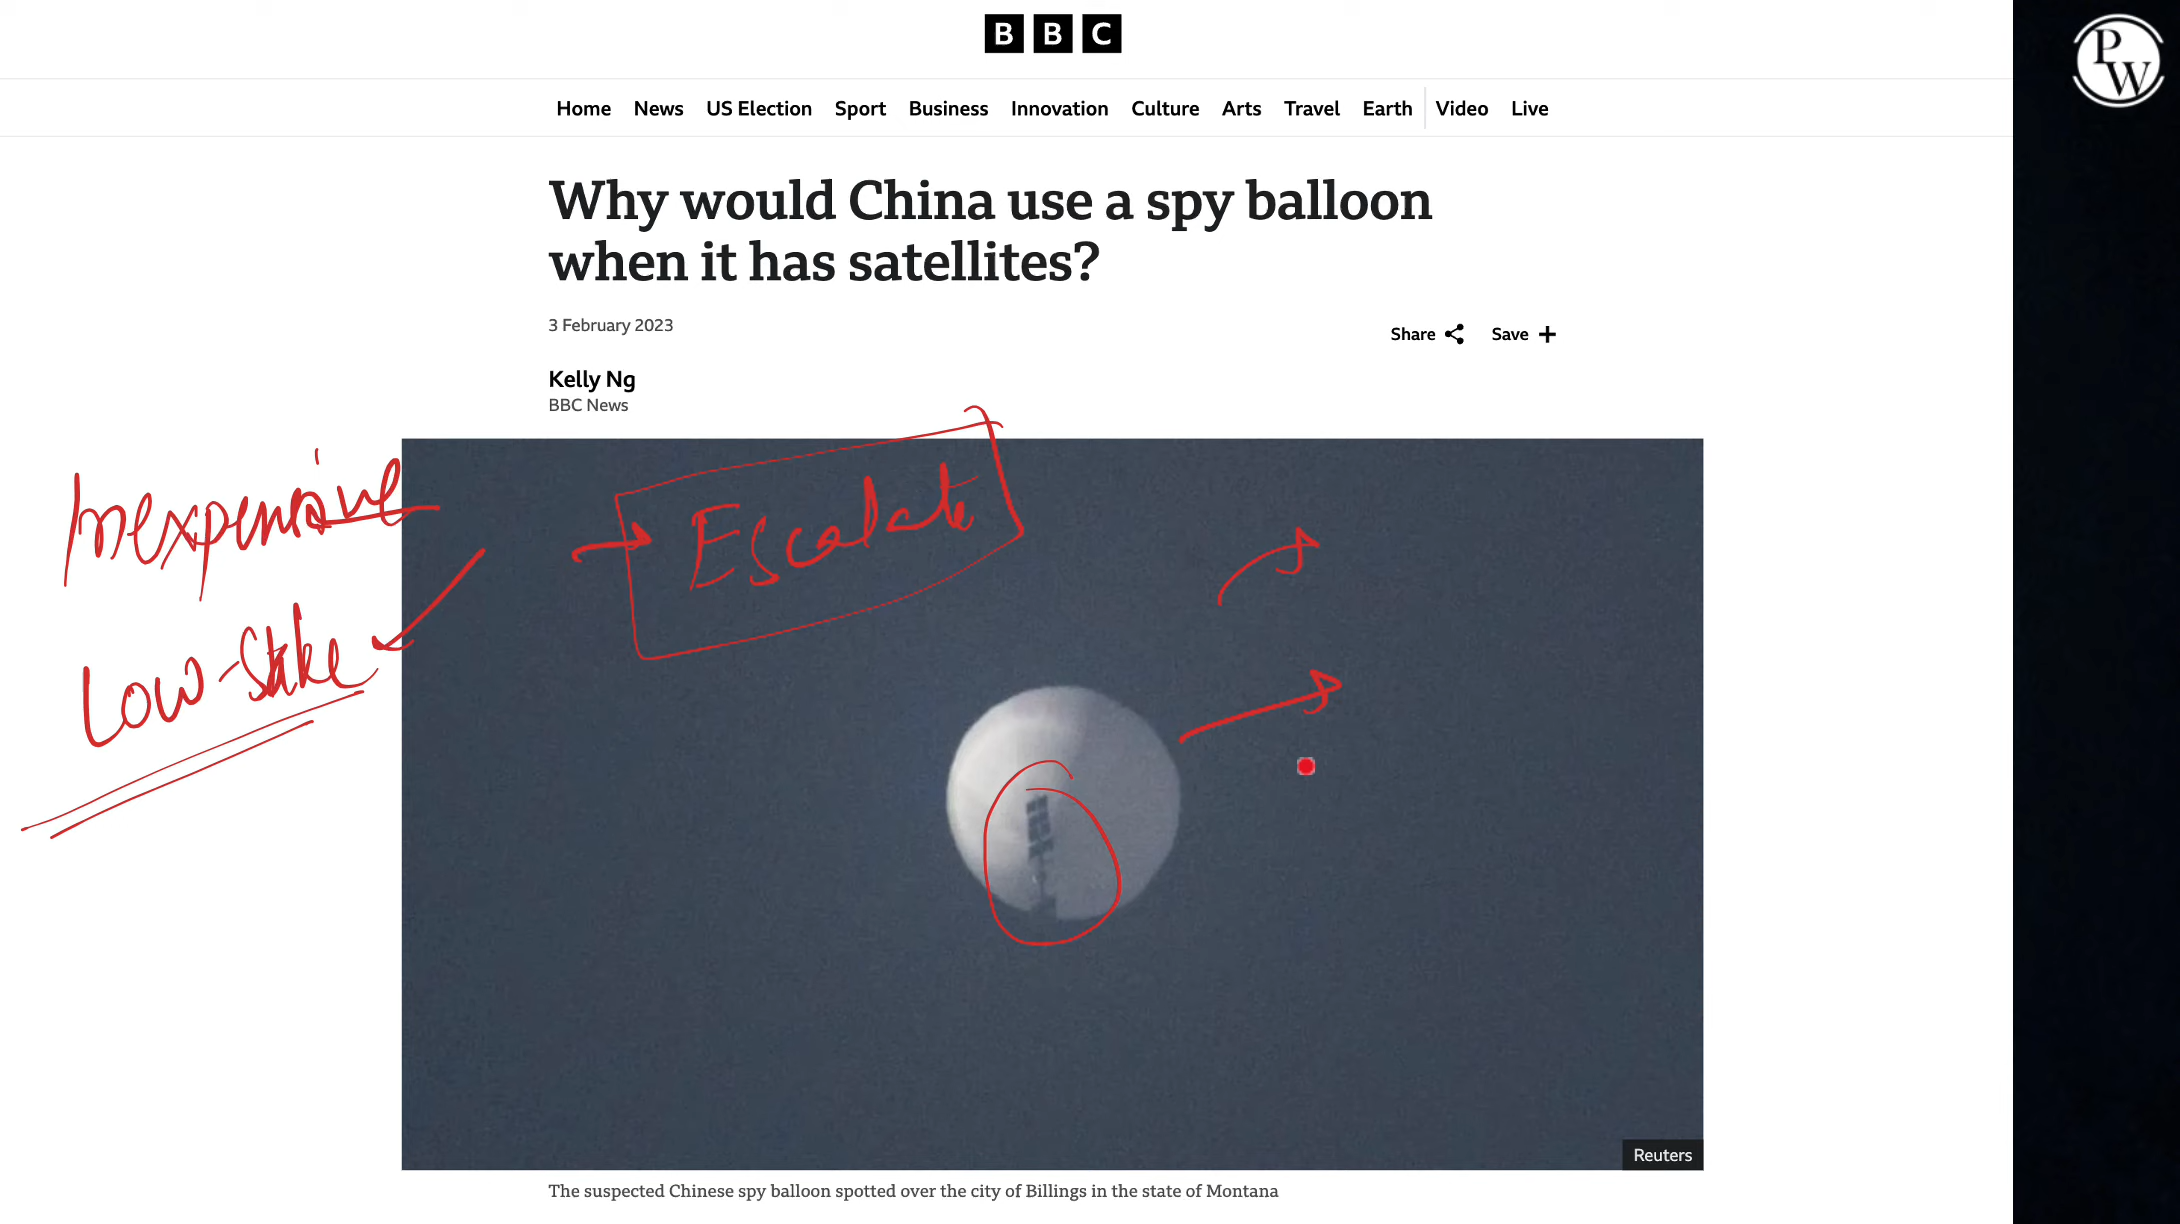 BBC
PW
Home News US Election Sport Business Innovation Culture Arts Travel Earth Video Live
Why would China use a spy balloon
when it has satellites?
3 February 2023
Share Save
Kelly Ng
BBC News
Inexpensive
Escalate
Low-Stake
Reuters
The suspected Chinese spy balloon spotted over the city of Billings in the state of Montana